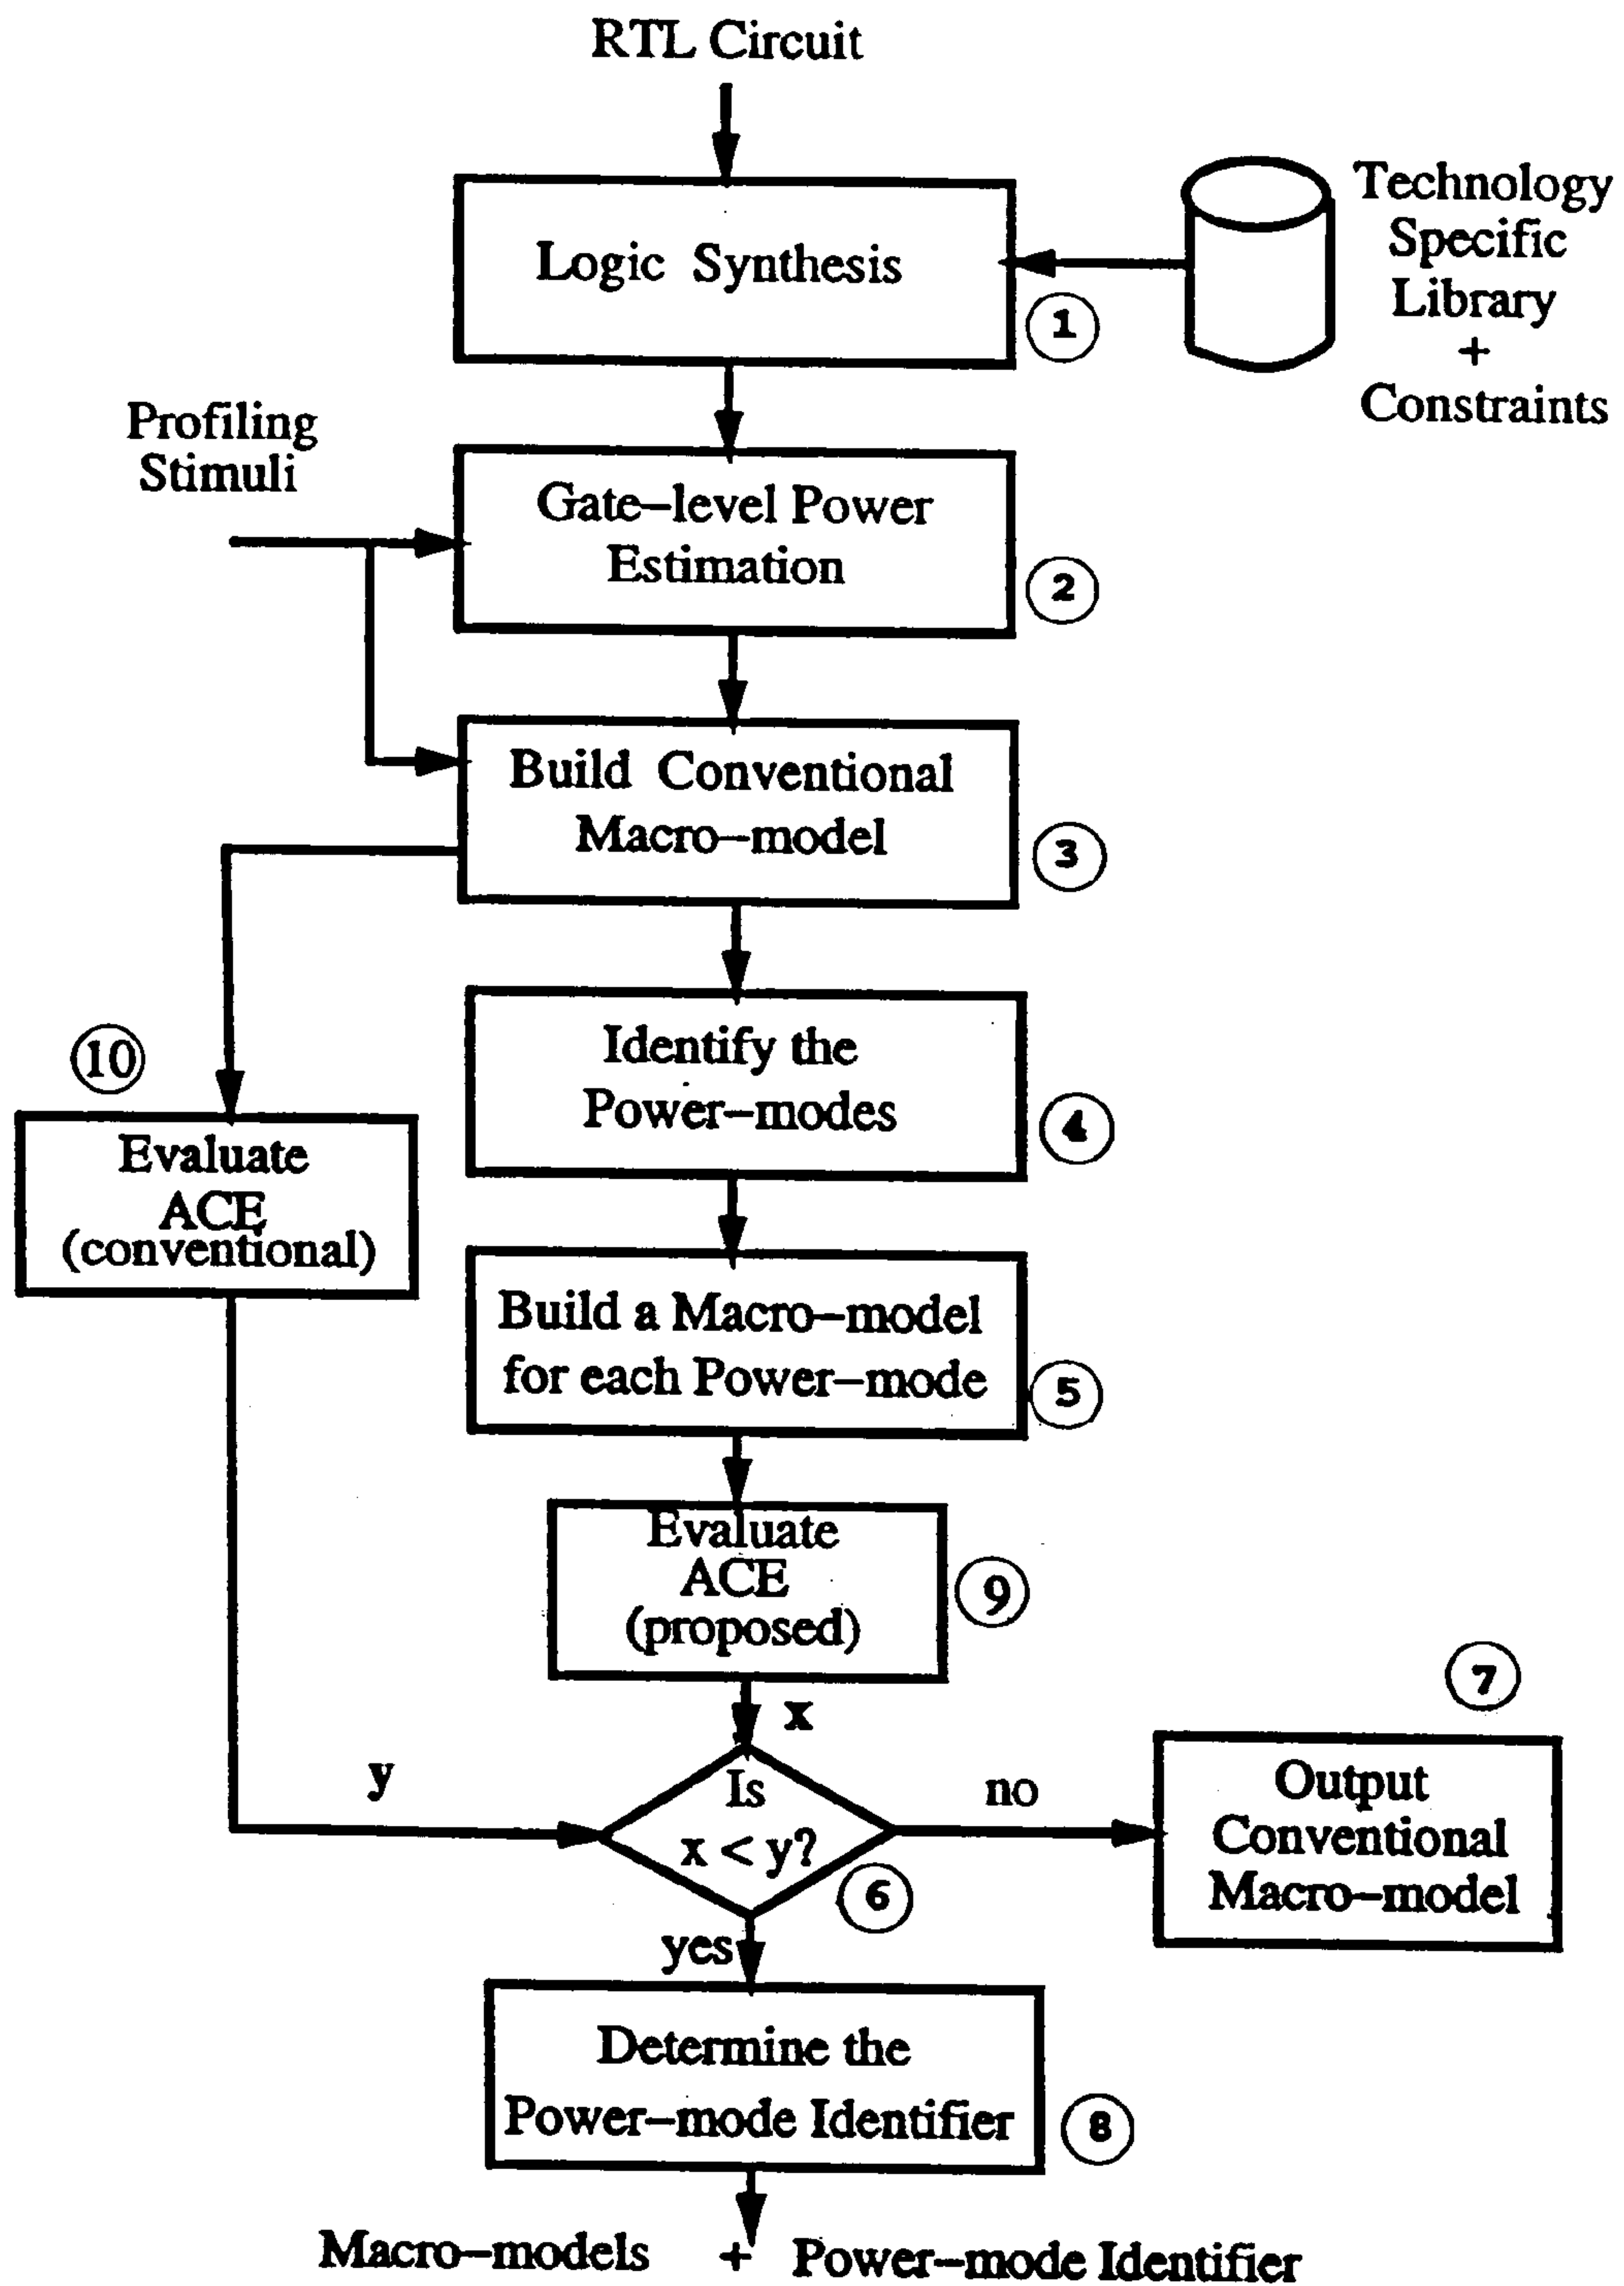 RTL Circuit
Logic Synthesis
1
Technology
Specific
Library
+
Constraints
Profiling
Stimuli
Gate-level Power
Estimation
2
Build Conventional
Macro-model
3
Identify the
Power-modes
4
10
Evaluate
ACE
(conventional)
Build a Macro-model
for each Power-mode
5
Evaluate
ACE
(proposed)
9
x
y
Is
x < y?
6
no
7
Output
Conventional
Macro-model
yes
Determine the
Power-mode Identifier
8
Macro-models + Power-mode Identifier